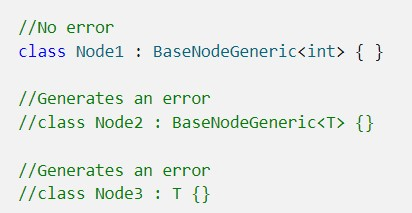 //No error
class Node1 : BaseNodeGeneric<int> { }
//Generates an error
//class Node2 : BaseNodeGeneric<T> {}
//Generates an error
//class Node3 : T {}